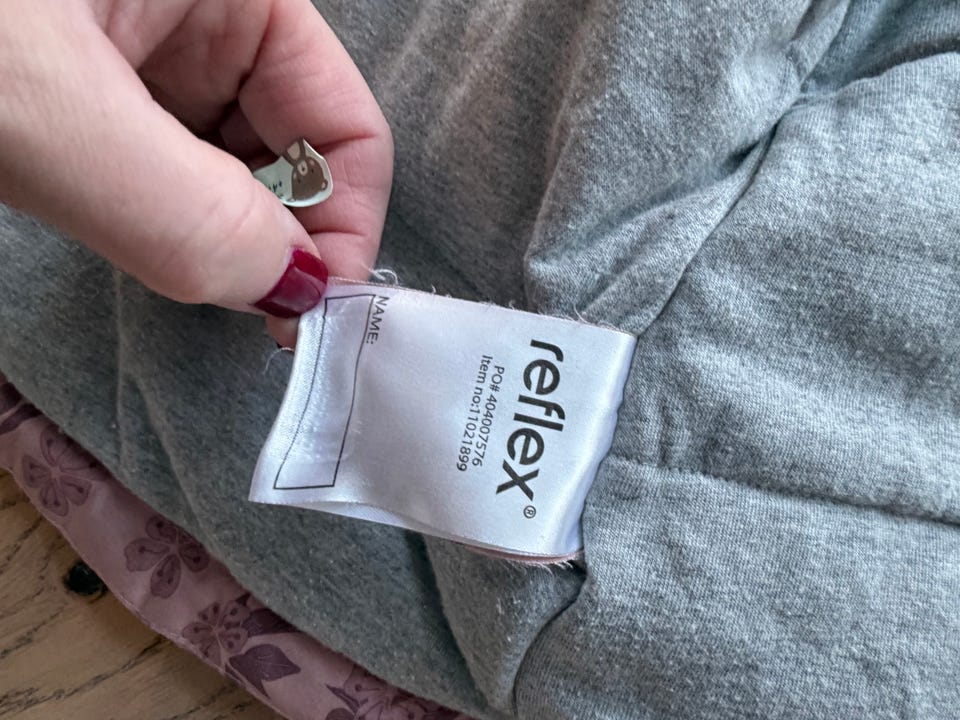 reflex®
PO# 404007576
Item no:11021899
NAME: